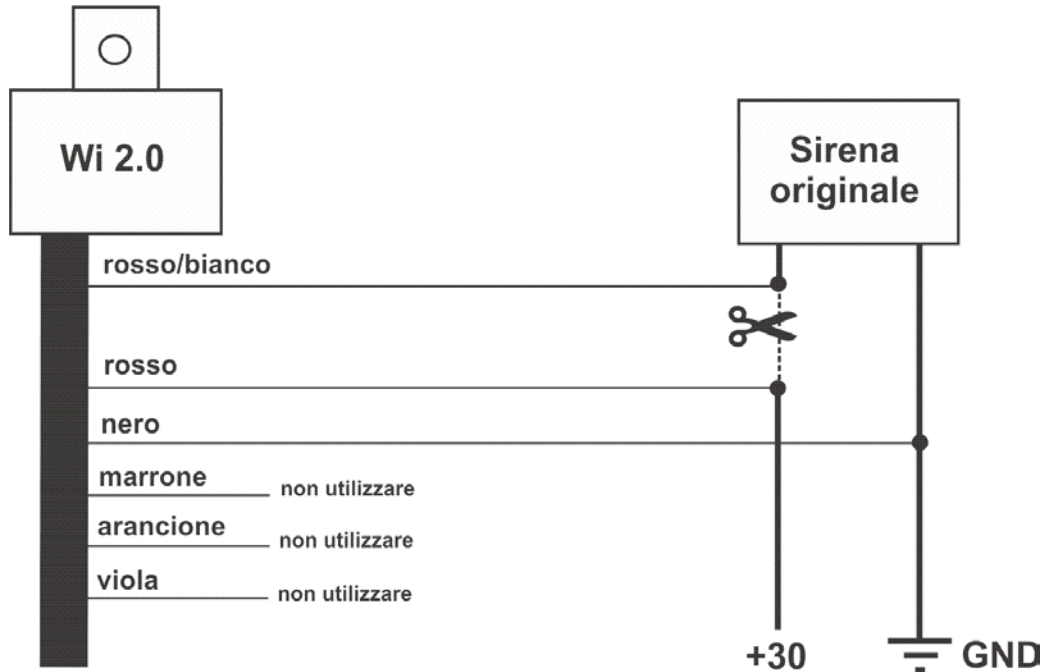 Wi 2.0
Sirena
originale
rosso/bianco
rosso
nero
marrone
non utilizzare
arancione
non utilizzare
viola
non utilizzare
+30
GND